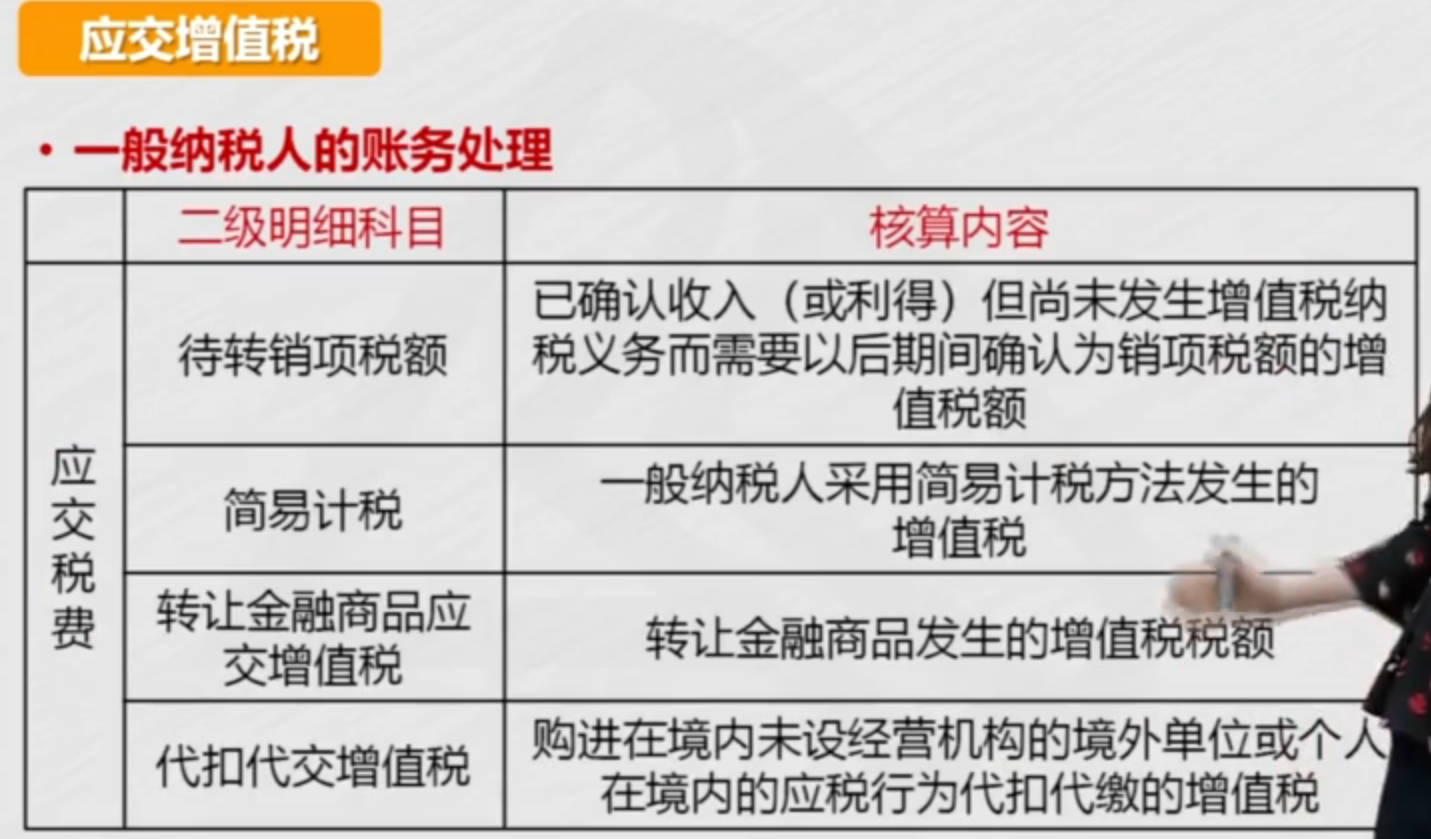 应交增值税
·一般纳税人的账务处理
二级明细科目
核算内容
应交税费
待转销项税额
已确认收入（或利得）但尚未发生增值税纳
税义务而需要以后期间确认为销项税额的增
值税额
简易计税
一般纳税人采用简易计税方法发生的
增值税
转让金融商品应
交增值税
转让金融商品发生的增值税税额
代扣代交增值税
购进在境内未设经营机构的境外单位或个人
在境内的应税行为代扣代缴的增值税